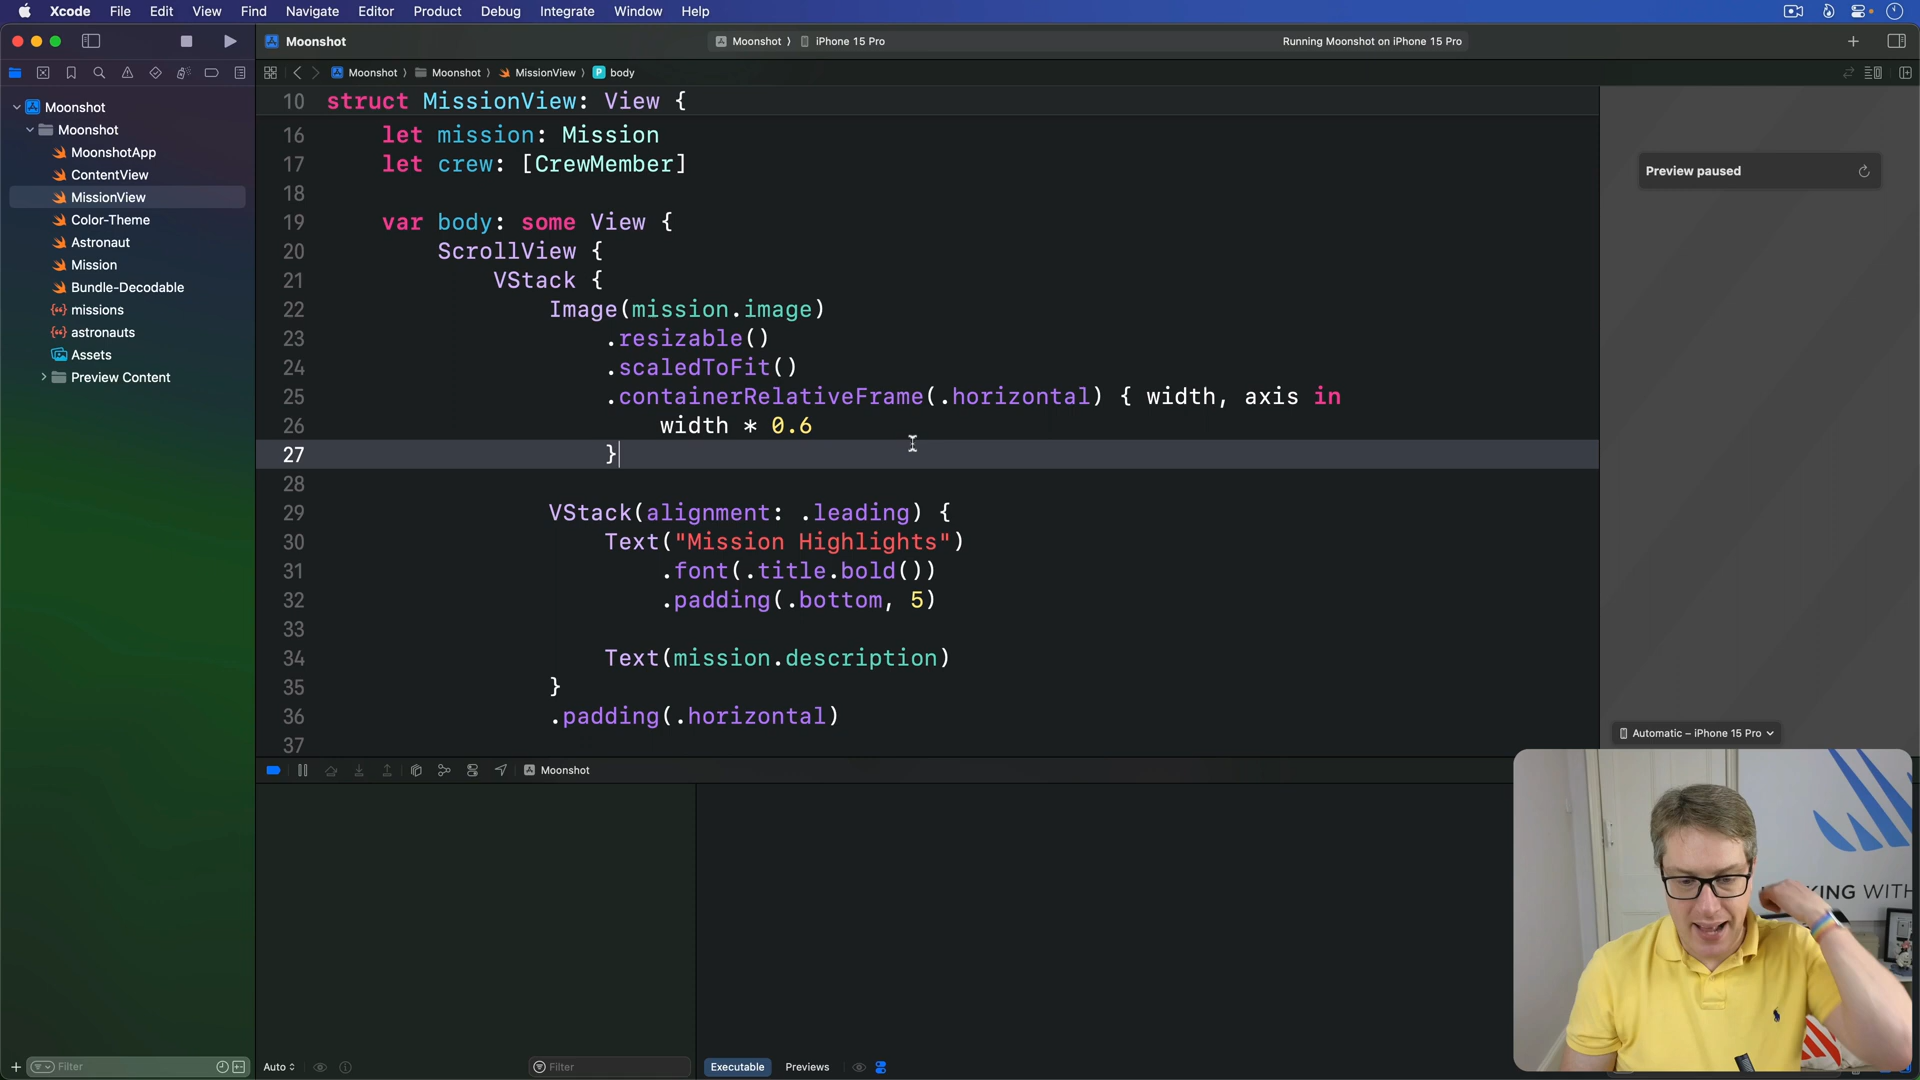 Xcode File Edit View Find Navigate Editor Product Debug Integrate Window Help
Moonshot
Moonshot 〉 iPhone 15 Pro
Running Moonshot on iPhone 15 Pro
Moonshot 〉 Moonshot 〉 MissionView 〉 P body
Moonshot
Moonshot
MoonshotApp
ContentView
MissionView
Color-Theme
Astronaut
Mission
Bundle-Decodable
missions
astronauts
Assets
Preview Content
10 struct MissionView: View {
16 let mission: Mission
17 let crew: [CrewMember]
18
19 var body: some View {
20 ScrollView {
21 VStack {
22 Image(mission.image)
23 .resizable()
24 .scaledToFit()
25 .containerRelativeFrame(.horizontal) { width, axis in
26 width * 0.6
27 }
28
29 VStack(alignment: .leading) {
30 Text("Mission Highlights")
31 .font(.title.bold())
32 .padding(.bottom, 5)
33
34 Text(mission.description)
35 }
36 .padding(.horizontal)
37
Preview paused
Automatic – iPhone 15 Pro
Moonshot
KING WITH
Filter
Auto
Filter
Executable Previews